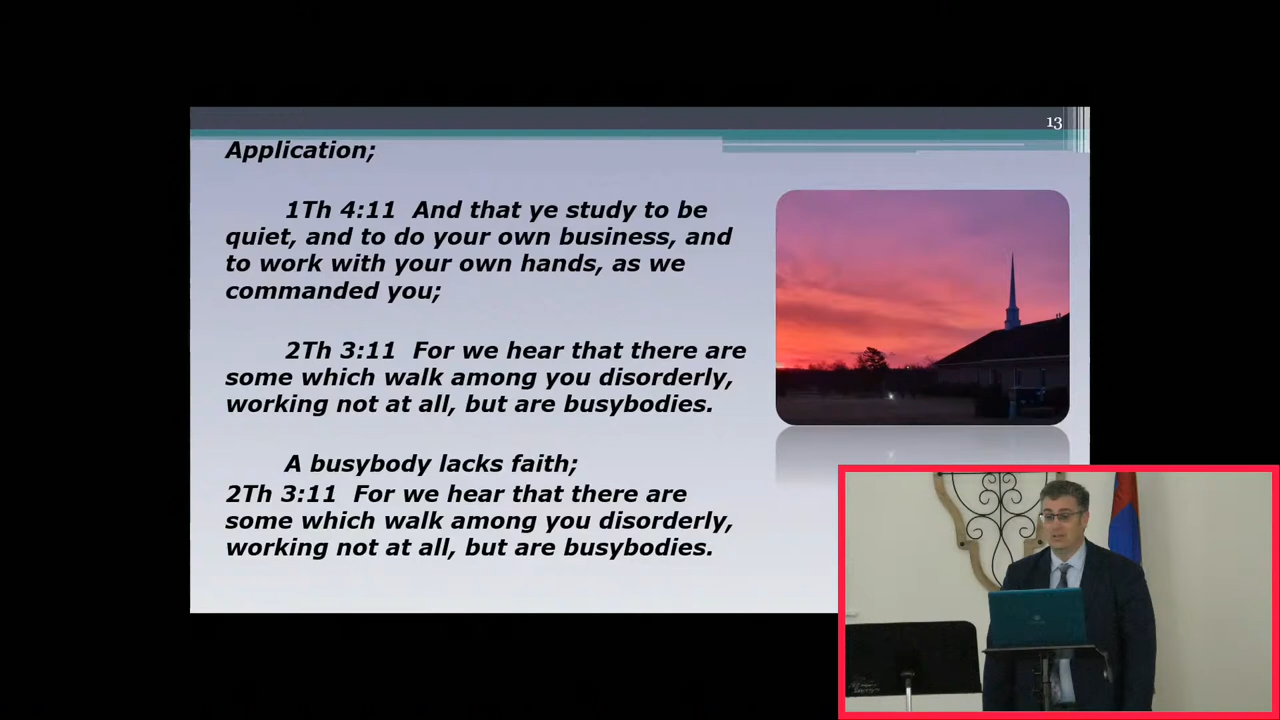 13
Application;
1Th 4:11 And that ye study to be
quiet, and to do your own business, and
to work with your own hands, as we
commanded you;
2Th 3:11 For we hear that there are
some which walk among you disorderly,
working not at all, but are busybodies.
A busybody lacks faith;
2Th 3:11 For we hear that there are
some which walk among you disorderly,
working not at all, but are busybodies.